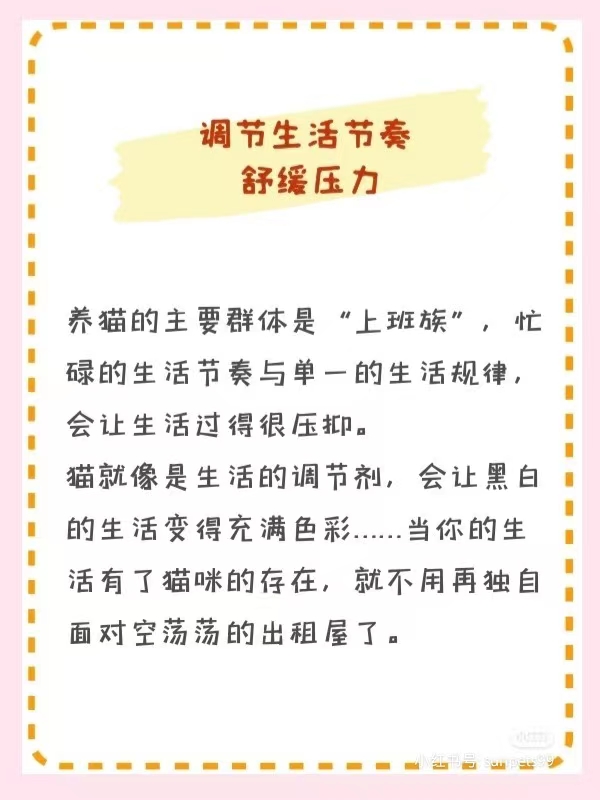 调节生活节奏
舒缓压力
养猫的主要群体是“上班族”，忙
碌的生活节奏与单一的生活规律，
会让生活过得很压抑。
猫就像是生活的调节剂，会让黑白
的生活变得充满色彩……当你的生
活有了猫咪的存在，就不用再独自
面对空荡荡的出租屋了。
小红书
小红书号